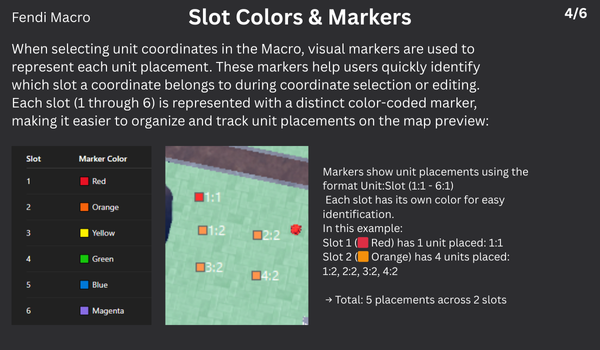 Fendi Macro
Slot Colors & Markers
4/6
When selecting unit coordinates in the Macro, visual markers are used to
represent each unit placement. These markers help users quickly identify
which slot a coordinate belongs to during coordinate selection or editing.
Each slot (1 through 6) is represented with a distinct color-coded marker,
making it easier to organize and track unit placements on the map preview:
Slot Marker Color
1 Red
2 Orange
3 Yellow
4 Green
5 Blue
6 Magenta
1:1
1:2
2:2
3:2
4:2
Markers show unit placements using the
format Unit:Slot (1:1 - 6:1)
Each slot has its own color for easy
identification.
In this example:
Slot 1 (🟥 Red) has 1 unit placed: 1:1
Slot 2 (🟧 Orange) has 4 units placed:
1:2, 2:2, 3:2, 4:2
→ Total: 5 placements across 2 slots